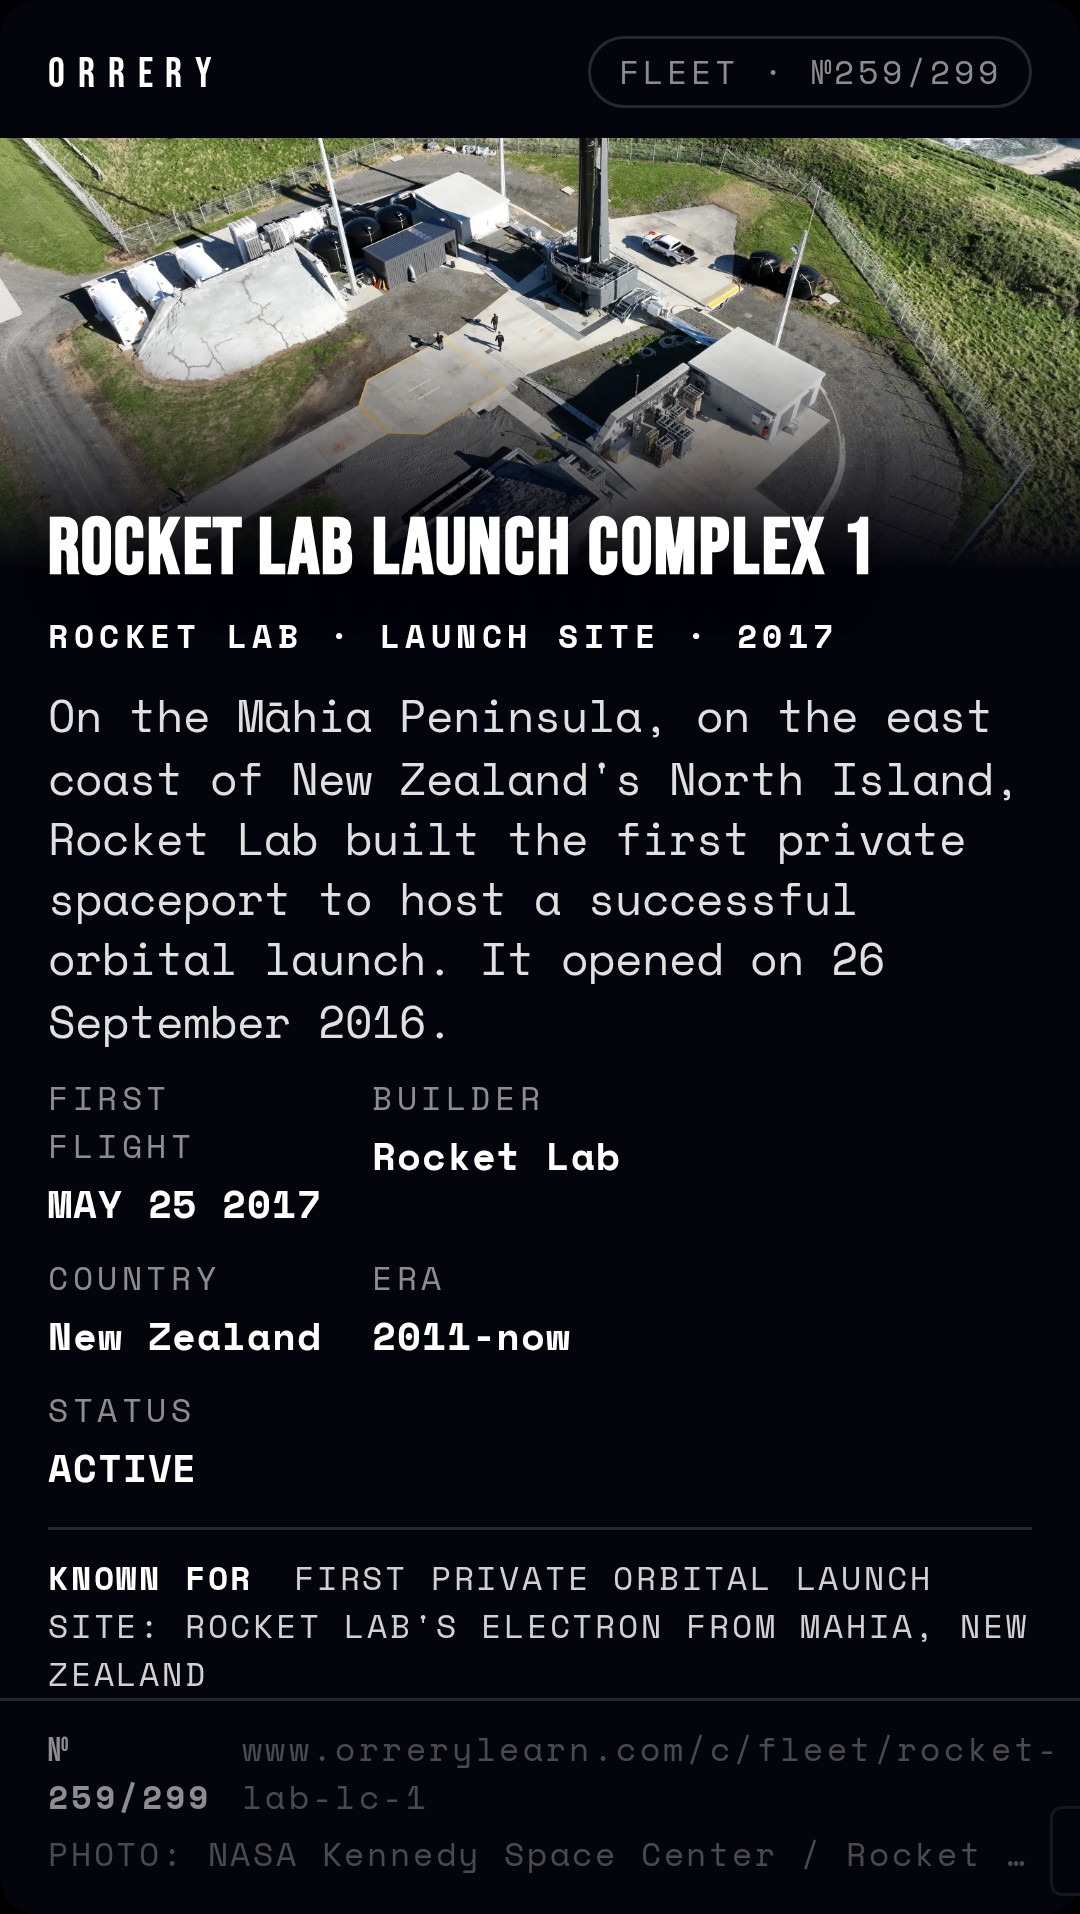 ORRERY
FLEET · №259/299
ROCKET LAB LAUNCH COMPLEX 1
ROCKET LAB · LAUNCH SITE · 2017
On the Māhia Peninsula, on the east
coast of New Zealand's North Island,
Rocket Lab built the first private
spaceport to host a successful
orbital launch. It opened on 26
September 2016.
FIRST
FLIGHT
MAY 25 2017
BUILDER
Rocket Lab
COUNTRY
New Zealand
ERA
2011-now
STATUS
ACTIVE
KNOWN FOR FIRST PRIVATE ORBITAL LAUNCH
SITE: ROCKET LAB'S ELECTRON FROM MAHIA, NEW
ZEALAND
№
259/299
www.orrerylearn.com/c/fleet/rocket-
lab-lc-1
PHOTO: NASA Kennedy Space Center / Rocket …